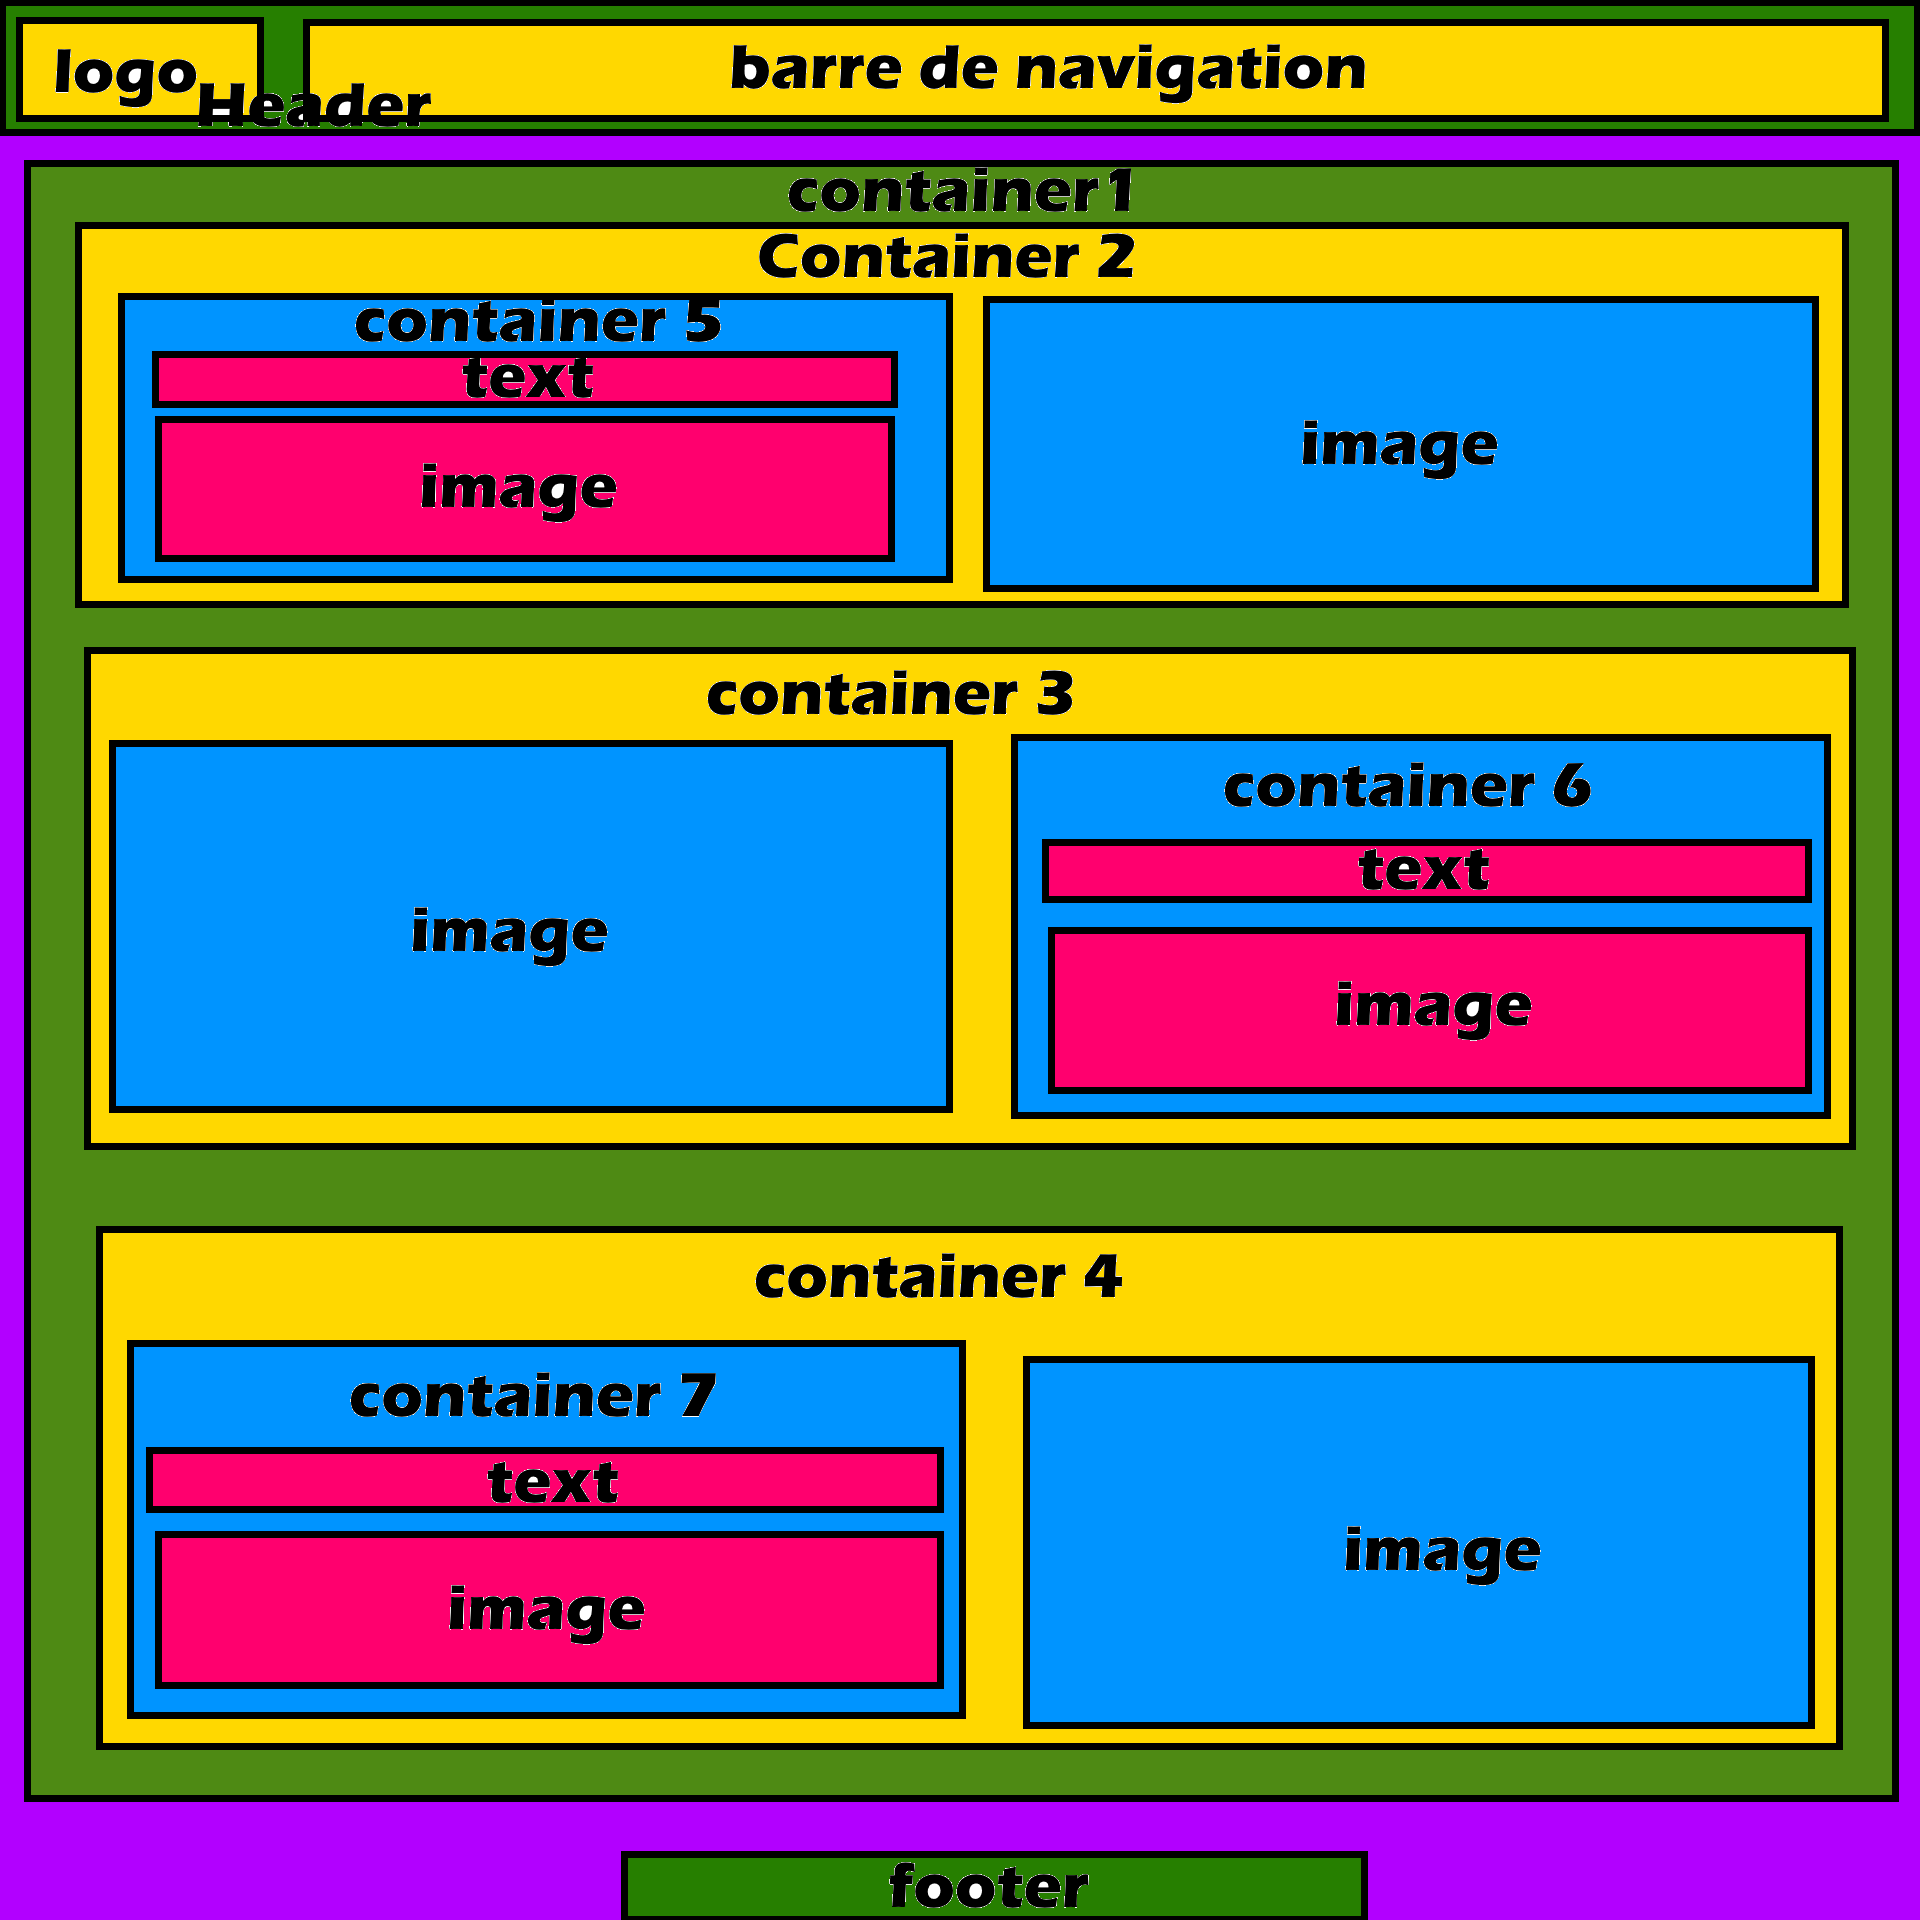 logo
Header
barre de navigation
container1
Container 2
container 5
text
image
image
container 3
image
container 6
text
image
container 4
container 7
text
image
image
footer